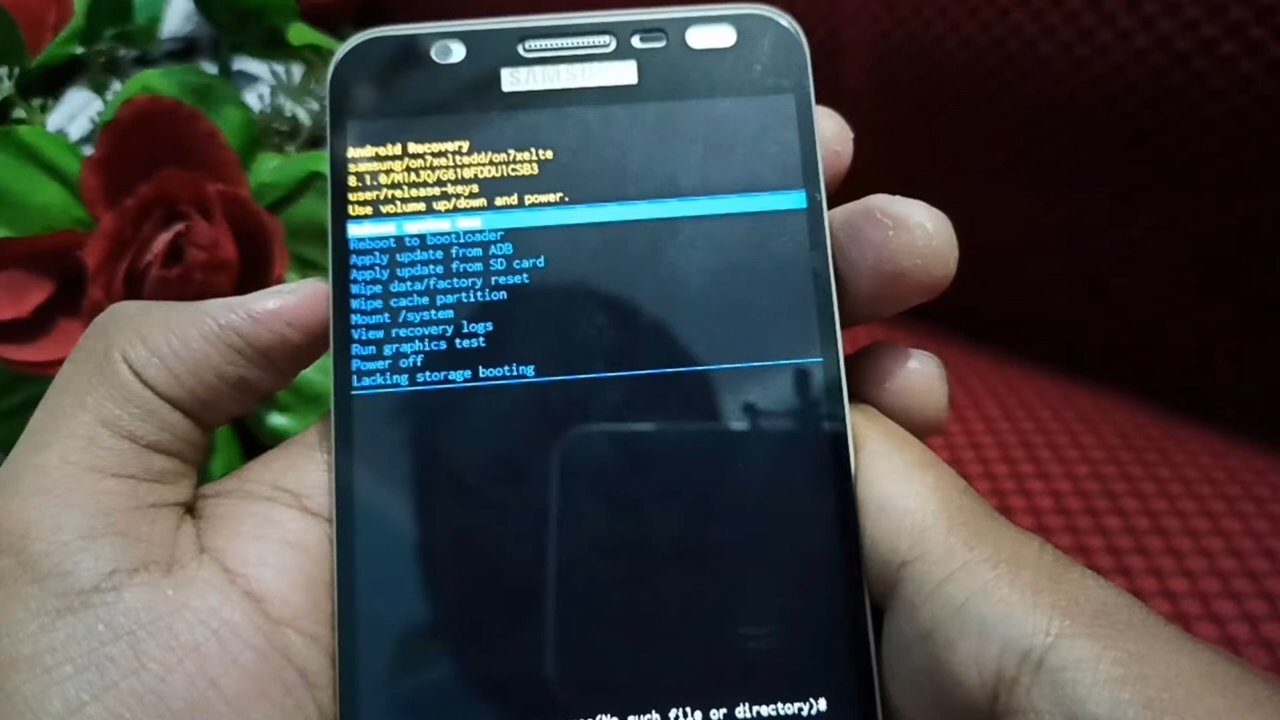 SAMSUNG
Android Recovery
samsung/on7xeltedd/on7xelte
8.1.0/M1AJQ/G610FDDU1CSB3
user/release-keys
Use volume up/down and power.
Reboot system now
Reboot to bootloader
Apply update from ADB
Apply update from SD card
Wipe data/factory reset
Wipe cache partition
Mount /system
View recovery logs
Run graphics test
Power off
Lacking storage booting
(No such file or directory)#